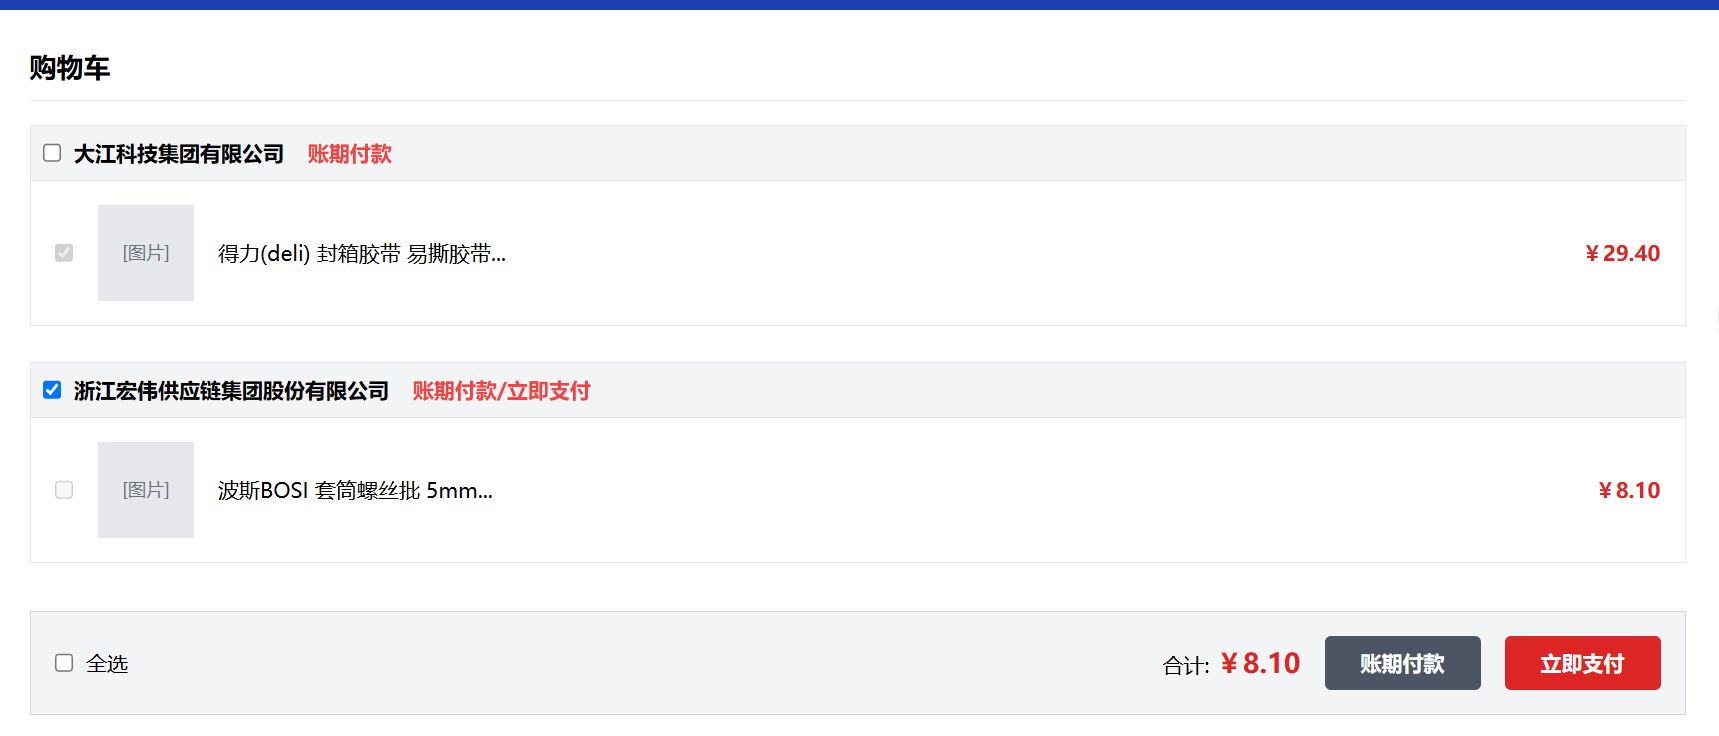 购物车
大江科技集团有限公司 账期付款
[图片] 得力(deli) 封箱胶带 易撕胶带... ¥29.40
浙江宏伟供应链集团股份有限公司 账期付款/立即支付
[图片] 波斯BOSI 套筒螺丝批 5mm... ¥8.10
全选 合计: ¥8.10 账期付款 立即支付